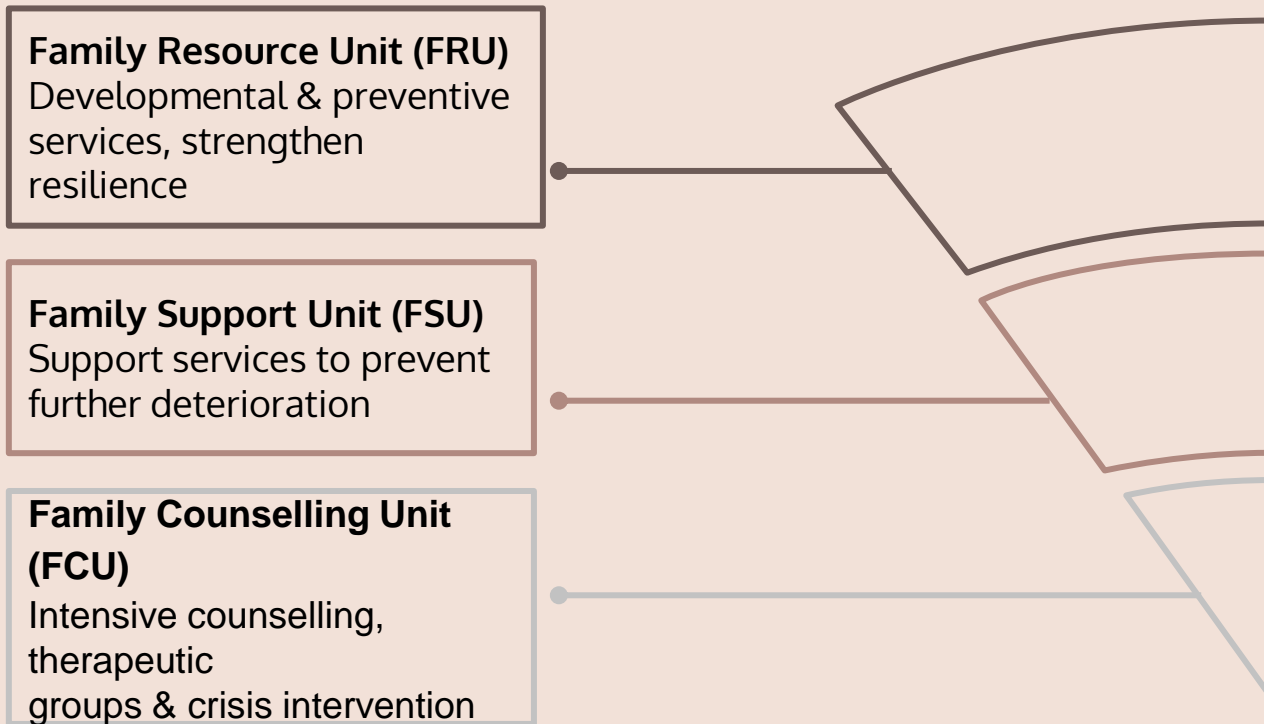 Family Resource Unit (FRU)
Developmental & preventive
services, strengthen
resilience
Family Support Unit (FSU)
Support services to prevent
further deterioration
Family Counselling Unit
(FCU)
Intensive counselling,
therapeutic
groups & crisis intervention